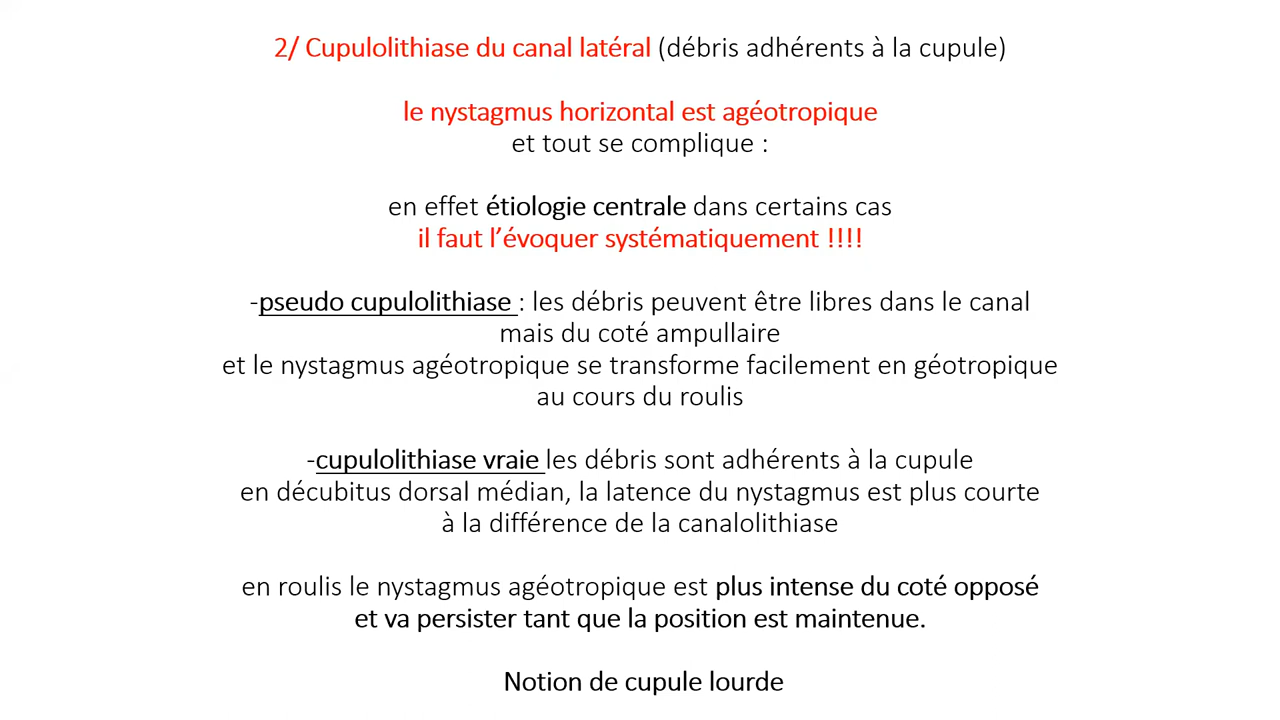 2/ Cupulolithiase du canal latéral (débris adhérents à la cupule)
le nystagmus horizontal est agéotropique
et tout se complique :
en effet étiologie centrale dans certains cas
il faut l’évoquer systématiquement !!!!
-pseudo cupulolithiase : les débris peuvent être libres dans le canal
mais du coté ampullaire
et le nystagmus agéotropique se transforme facilement en géotropique
au cours du roulis
-cupulolithiase vraie les débris sont adhérents à la cupule
en décubitus dorsal médian, la latence du nystagmus est plus courte
à la différence de la canalolithiase
en roulis le nystagmus agéotropique est plus intense du coté opposé
et va persister tant que la position est maintenue.
Notion de cupule lourde